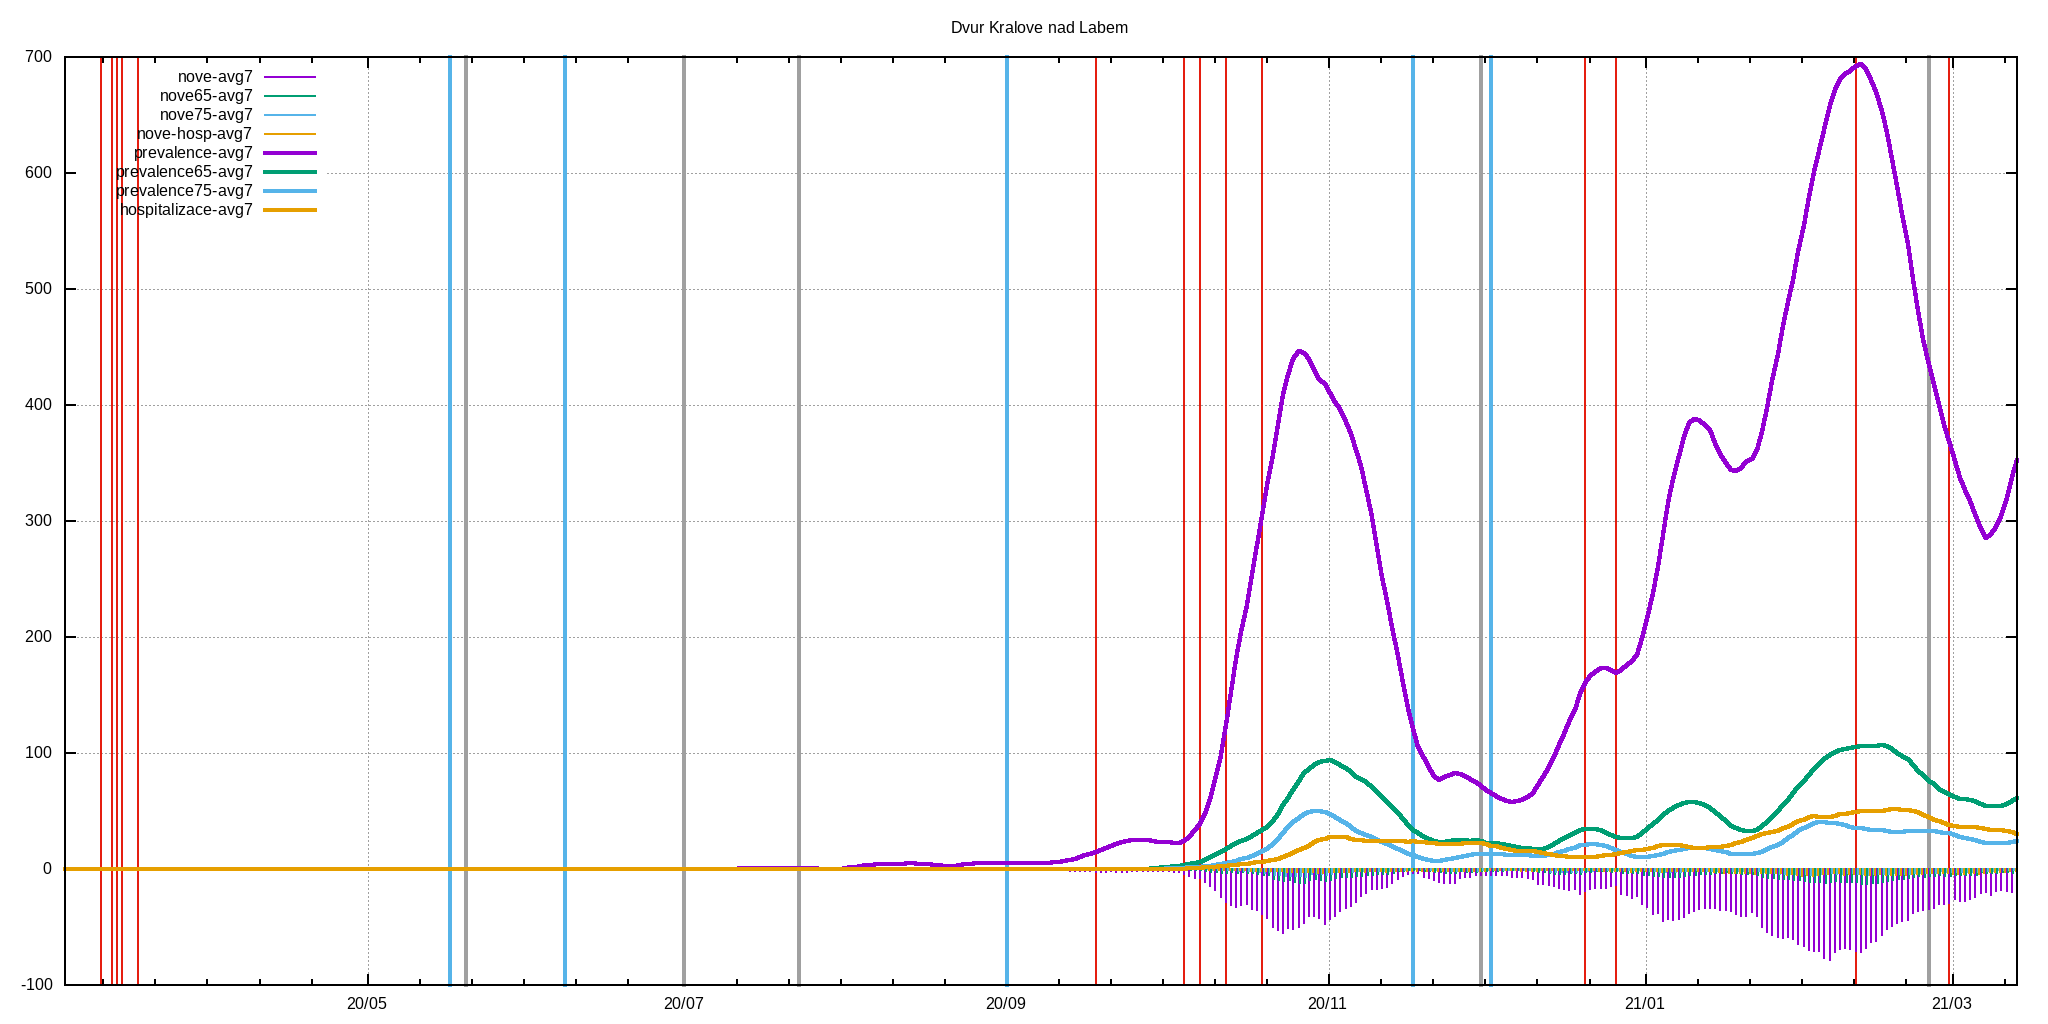 Dvur Kralove nad Labem
700
600
500
400
300
200
100
0
-100
nove-avg7
nove65-avg7
nove75-avg7
nove-hosp-avg7
prevalence-avg7
prevalence65-avg7
prevalence75-avg7
hospitalizace-avg7
20/05
20/07
20/09
20/11
21/01
21/03